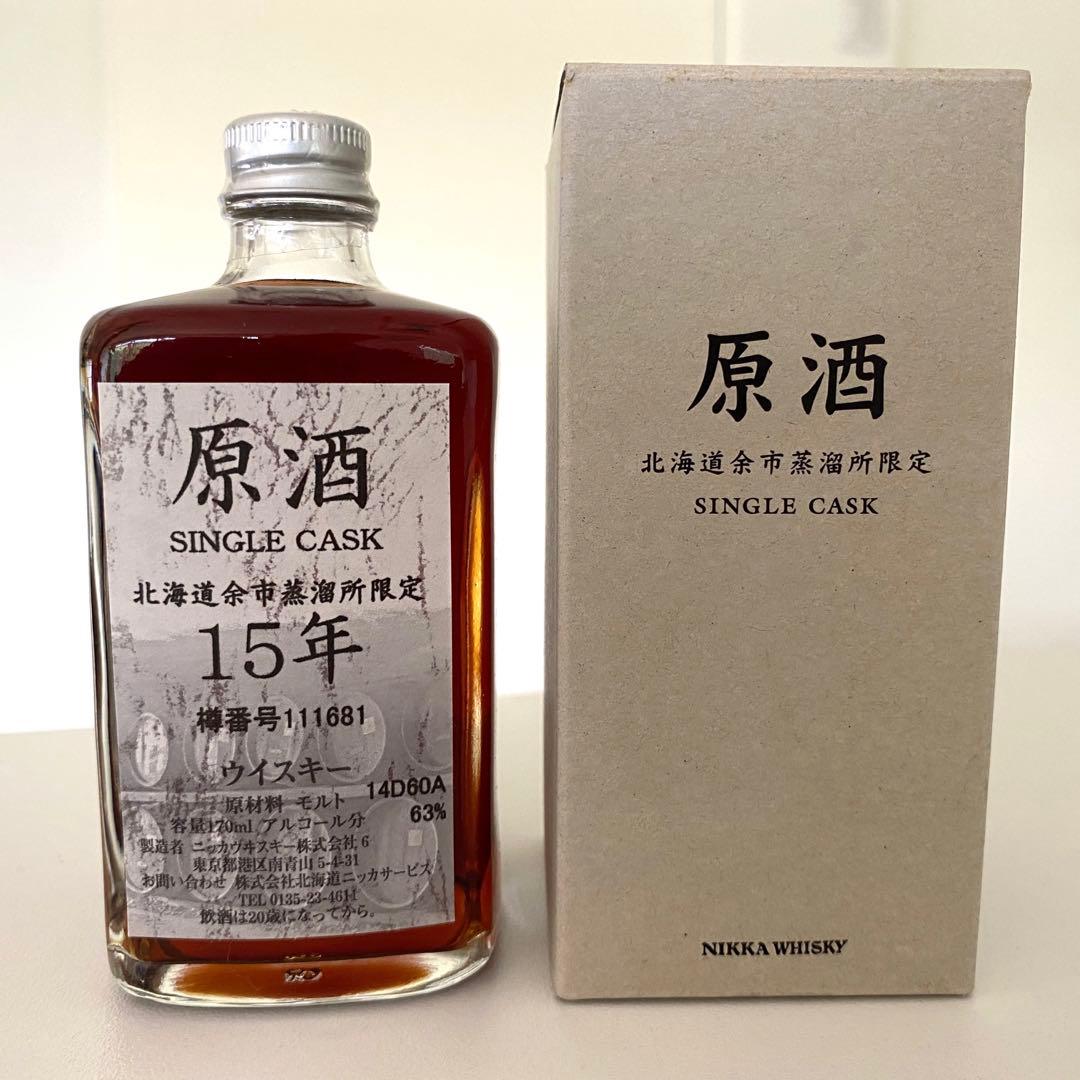 原酒
SINGLE CASK
北海道余市蒸溜所限定
15年
樽番号111681
ウイスキー
原材料 モルト 14D60A
容量170ml アルコール分 63%
製造者 ニッカヴヰスキー株式会社 6
東京都港区南青山 5-4-31
お問い合わせ 株式会社北海道ニッカサービス
TEL 0135-23-4611
飲酒は20歳になってから。
原酒
北海道余市蒸溜所限定
SINGLE CASK
NIKKA WHISKY